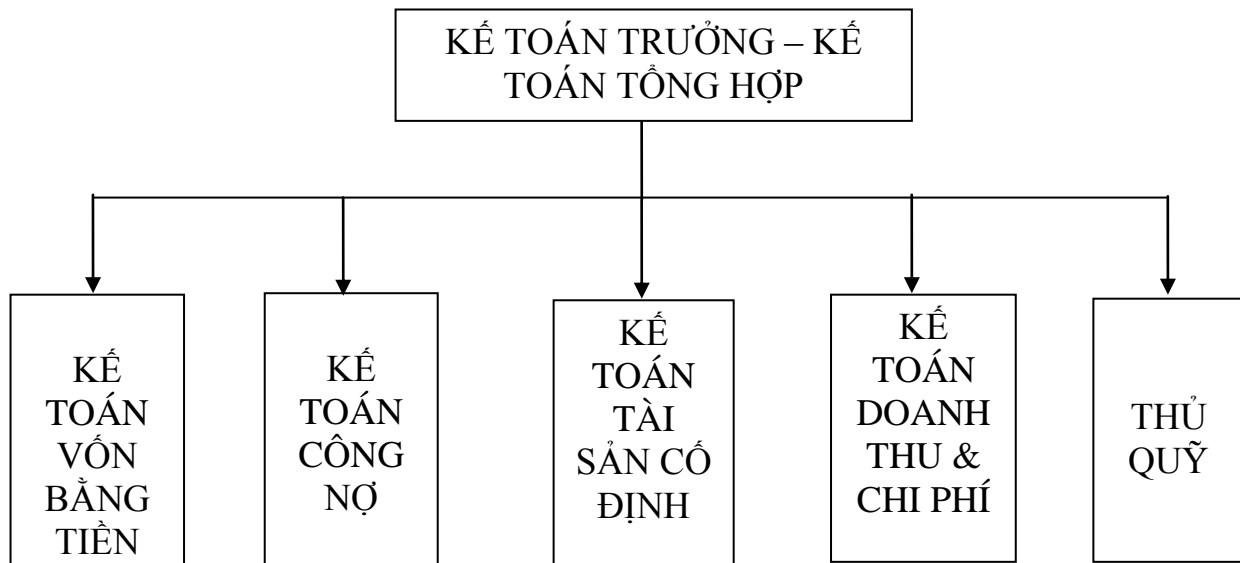 KẾ TOÁN TRƯỞNG – KẾ
TOÁN TỔNG HỢP
KẾ
TOÁN
VỐN
BẰNG
TIỀN
KẾ
TOÁN
CÔNG
NỢ
KẾ
TOÁN
TÀI
SẢN CỐ
ĐỊNH
KẾ
TOÁN
DOANH
THU &
CHI PHÍ
THỦ
QUỸ